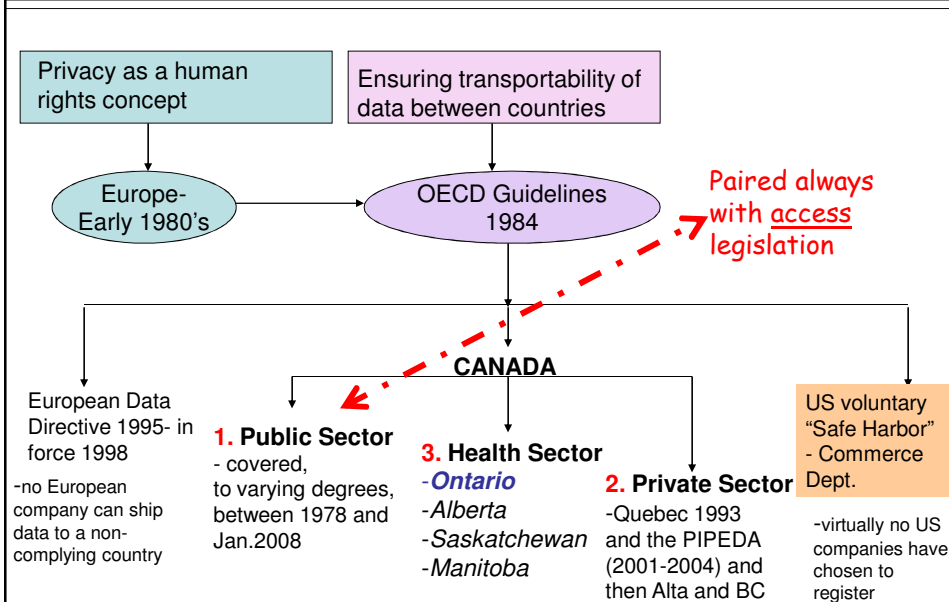 Privacy as a human
rights concept
Ensuring transportability of
data between countries
Europe-
Early 1980's
OECD Guidelines
1984
Paired always
with access
legislation
CANADA
European Data
Directive 1995- in
force 1998
-no European
company can ship
data to a non-
complying country
1. Public Sector
- covered,
to varying degrees,
between 1978 and
Jan.2008
3. Health Sector
-Ontario
-Alberta
-Saskatchewan
-Manitoba
2. Private Sector
-Quebec 1993
and the PIPEDA
(2001-2004) and
then Alta and BC
US voluntary
“Safe Harbor”
- Commerce
Dept.
-virtually no US
companies have
chosen to
register